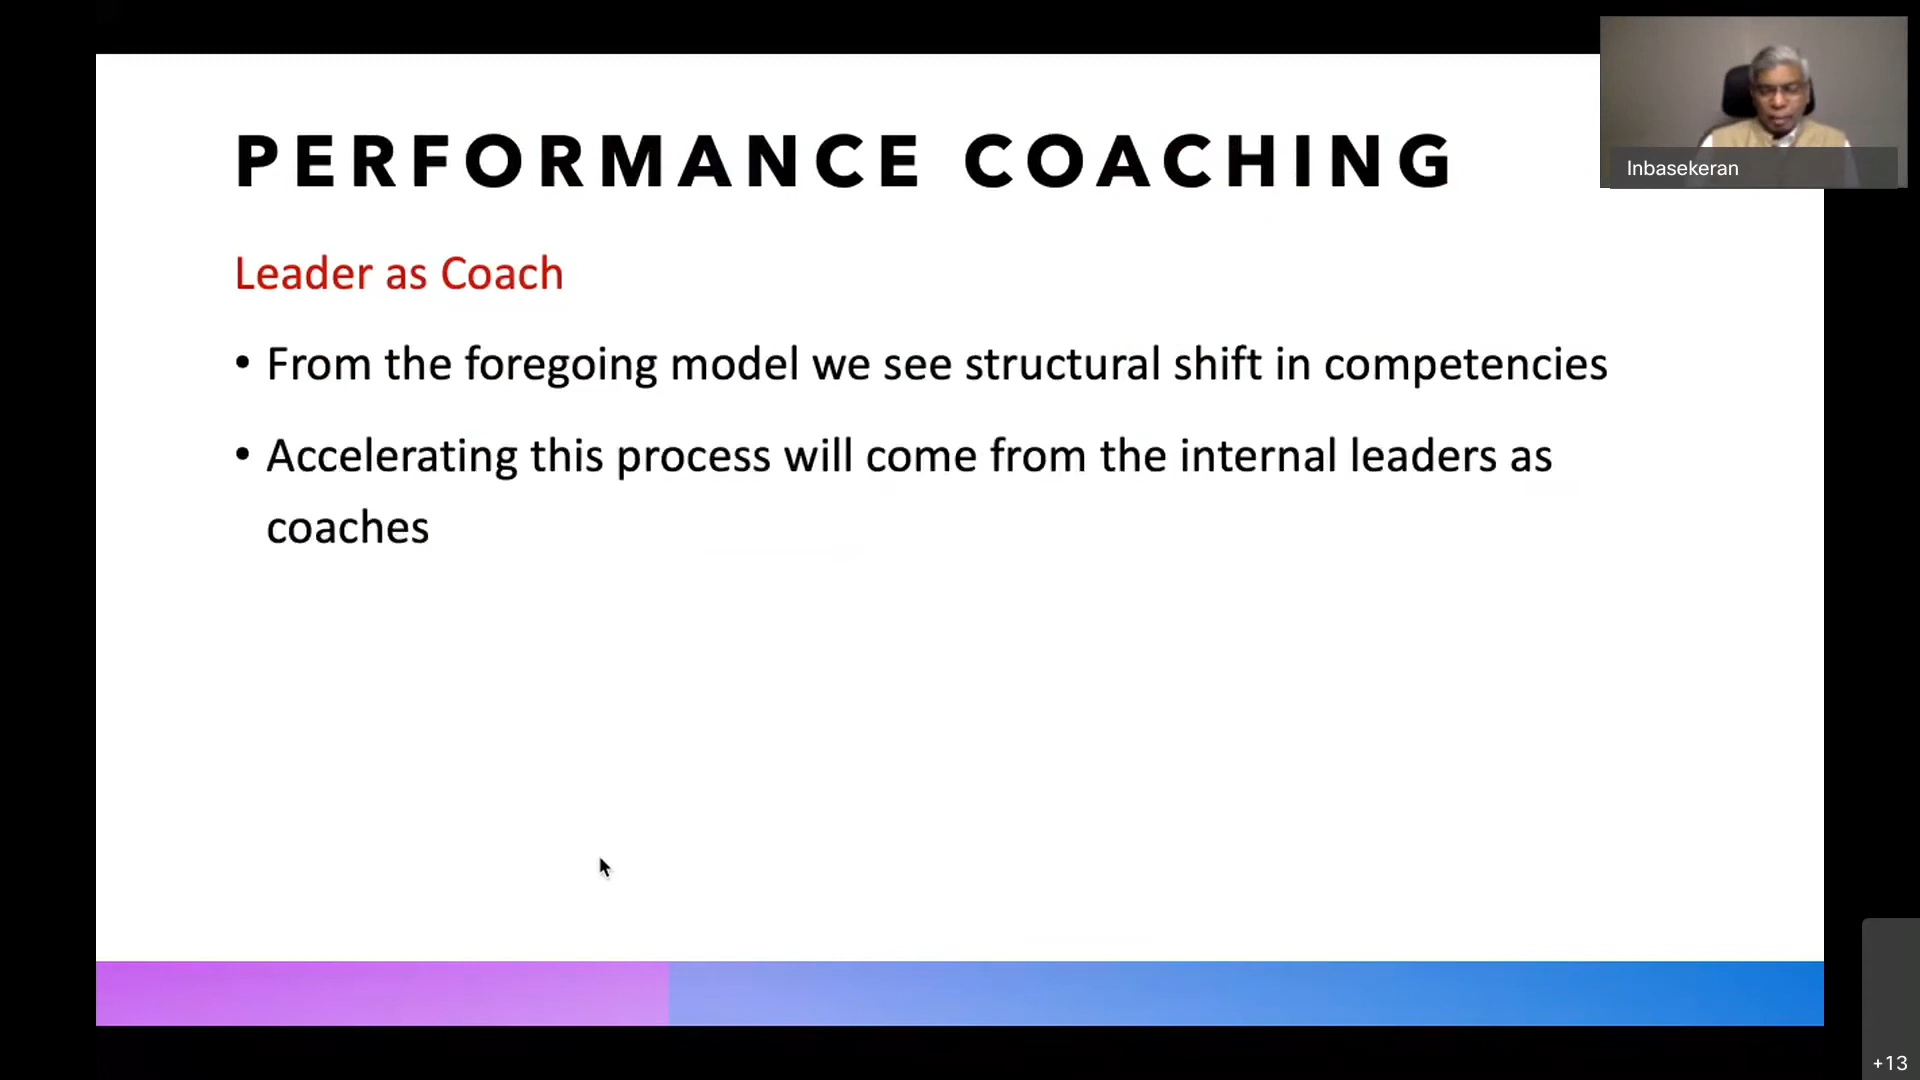 PERFORMANCE COACHING
Inbasekeran
Leader as Coach
• From the foregoing model we see structural shift in competencies
• Accelerating this process will come from the internal leaders as
coaches
+13